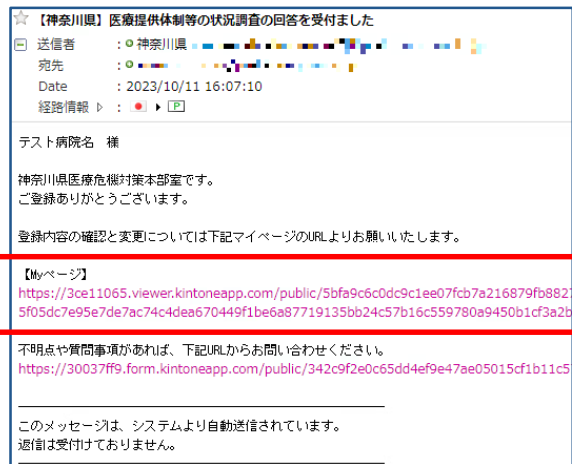 【神奈川県】医療提供体制等の状況調査の回答を受付ました
送信者 : 神奈川県
宛先 :
Date : 2023/10/11 16:07:10
経路情報 : P
テスト病院名 様
神奈川県医療危機対策本部室です。
ご登録ありがとうございます。
登録内容の確認と変更については下記マイページのURLよりお願いいたします。
【Myページ】
https://3ce11065.viewer.kintoneapp.com/public/5bfa9c6c0dc9c1ee07fcb7a216879fb8827
5f05dc7e95e7de7ac74c4dea670449f1be6a87719135bb24c57b16c559780a9450b1cf3a2b
不明点や質問事項があれば、下記URLからお問い合わせください。
https://30037ff9.form.kintoneapp.com/public/342c9f2e0c65dd4ef9e47ae05015cf1b11c5
このメッセージは、システムより自動送信されています。
返信は受付けておりません。